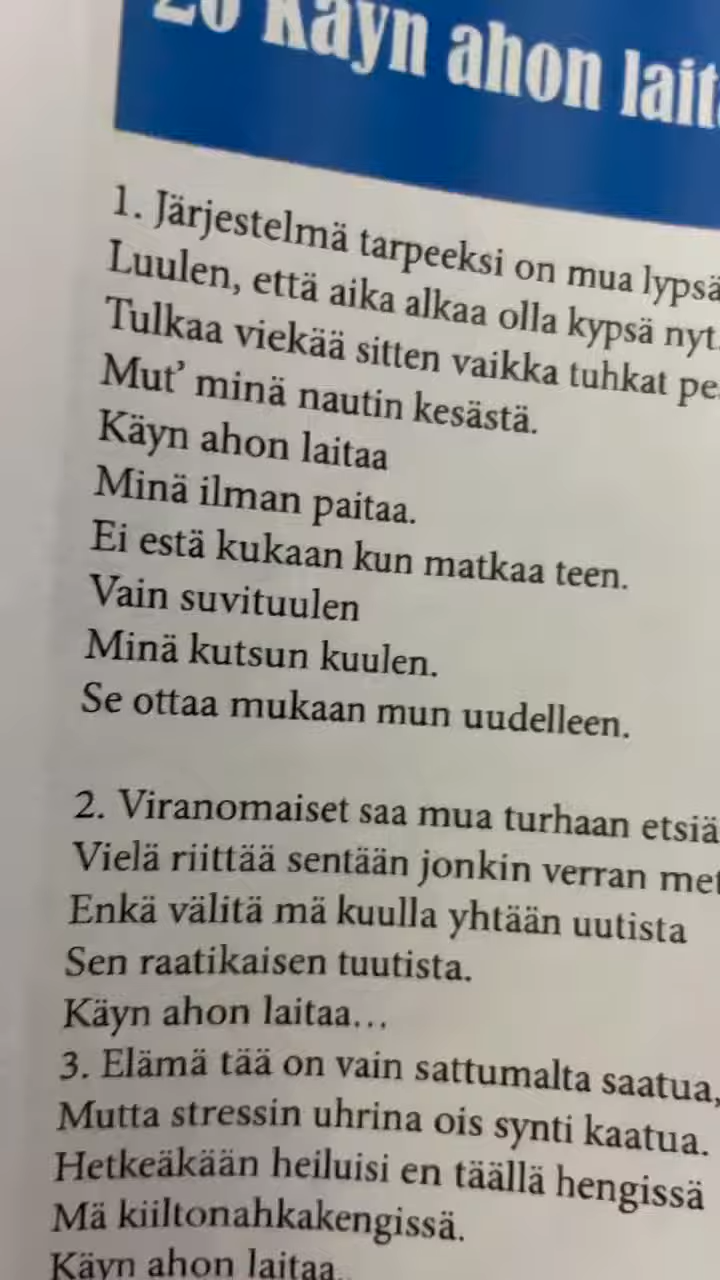 20 Käyn ahon
1. Järjestelmä tarpeeksi on mua
Luulen, että aika alkaa olla kypsä nyt.
Tulkaa viekää sitten vaikka tuhkat
Mut’ minä nautin kesästä.
Käyn ahon laitaa
Minä ilman paitaa.
Ei estä kukaan kun matkaa teen.
Vain suvituulen
Minä kutsun kuulen.
Se ottaa mukaan mun uudelleen.
2. Viranomaiset saa mua turhaan etsiä
Vielä riittää sentään jonkin verran
Enkä välitä mä kuulla yhtään uutista
Sen raatikaisen tuutista.
Käyn ahon laitaa...
3. Elämä tää on vain sattumalta saatua,
Mutta stressin uhrina ois synti kaatua.
Hetkeäkään heiluisi en täällä hengissä
Mä kiiltonahkakengissä.
Käyn ahon laitaa..